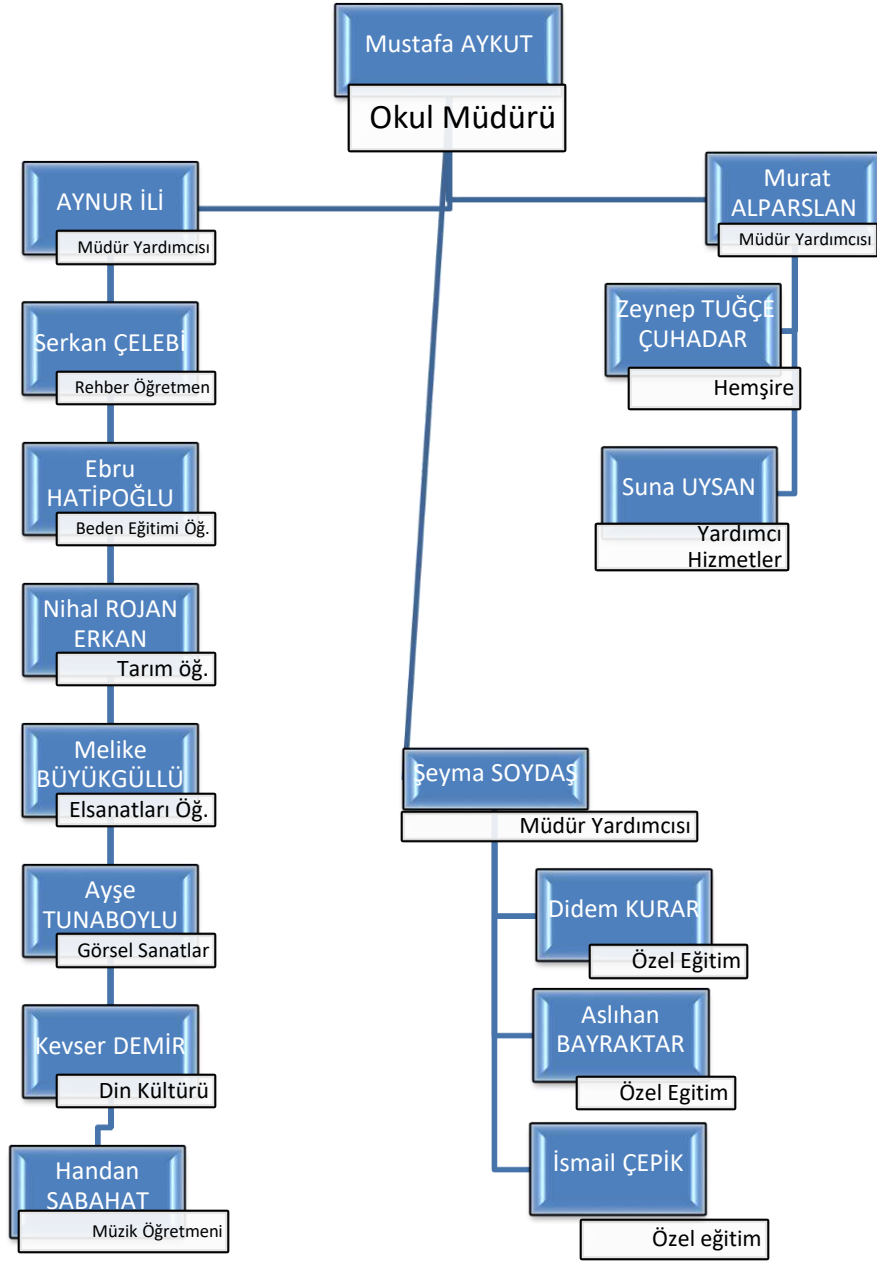 Mustafa AYKUT
Okul Müdürü
AYNUR İLİ
Müdür Yardımcısı
Serkan ÇELEBİ
Rehber Öğretmen
Ebru
HATİPOĞLU
Beden Eğitimi Öğ.
Nihal ROJAN
ERKAN
Tarım öğ.
Melike
BÜYÜKGÜLLÜ
Elsanatları Öğ.
Ayşe
TUNABOYLU
Görsel Sanatlar
Kevser DEMİR
Din Kültürü
Handan
SABAHAT
Müzik Öğretmeni
Murat
ALPARSLAN
Müdür Yardımcısı
Zeynep TUĞÇE
ÇUHADAR
Hemşire
Suna UYSAN
Yardımcı
Hizmetler
Şeyma SOYDAŞ
Müdür Yardımcısı
Didem KURAR
Özel Eğitim
Aslıhan
BAYRAKTAR
Özel Egitim
İsmail ÇEPİK
Özel eğitim